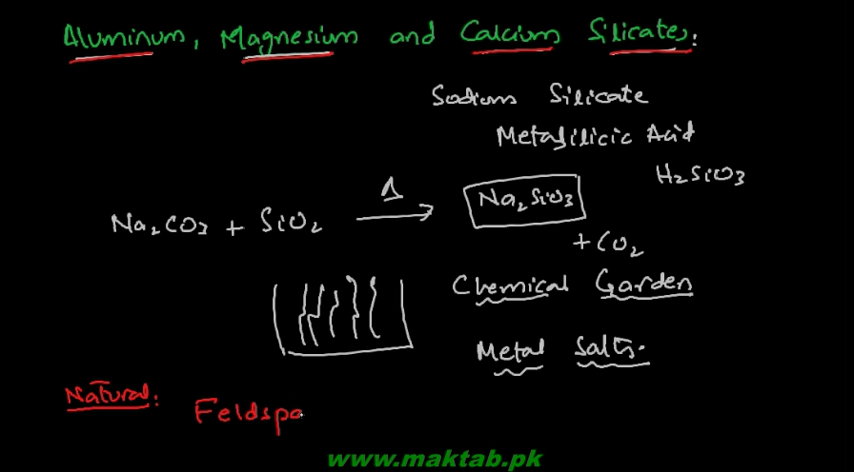 Aluminum, Magnesium and Calcium Silicates:
Sodium Silicate
Metasilicic Acid
H₂SiO₃
Na₂CO₃ + SiO₂ Δ→ Na₂SiO₃
+ CO₂
Chemical Garden
Metal Salts.
Natural: Feldspa
www.maktab.pk